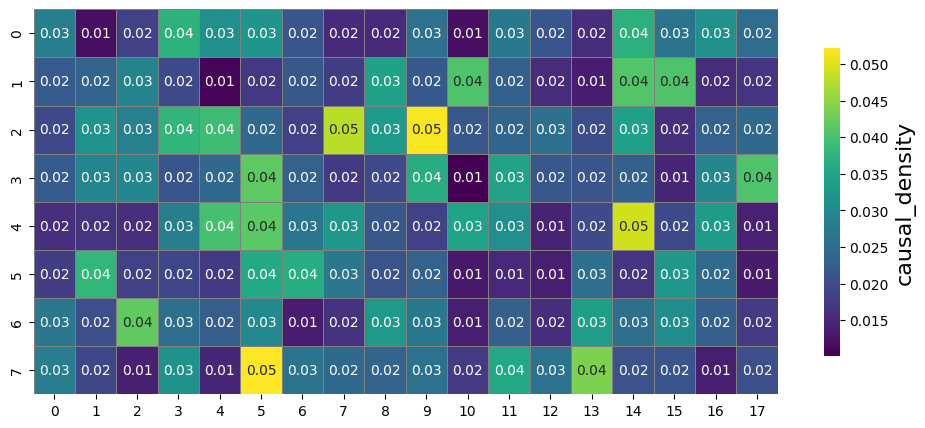 0 0.03 0.01 0.02 0.04 0.03 0.03 0.02 0.02 0.02 0.03 0.01 0.03 0.02 0.02 0.04 0.03 0.03 0.02
1 0.02 0.02 0.03 0.02 0.01 0.02 0.02 0.02 0.03 0.02 0.04 0.02 0.02 0.01 0.04 0.04 0.02 0.02
2 0.02 0.03 0.03 0.04 0.04 0.02 0.02 0.05 0.03 0.05 0.02 0.02 0.03 0.02 0.03 0.02 0.02 0.02
3 0.02 0.03 0.03 0.02 0.02 0.04 0.02 0.02 0.02 0.04 0.01 0.03 0.02 0.02 0.02 0.01 0.03 0.04
4 0.02 0.02 0.02 0.03 0.04 0.04 0.03 0.03 0.02 0.02 0.03 0.03 0.01 0.02 0.05 0.02 0.03 0.01
5 0.02 0.04 0.02 0.02 0.02 0.04 0.04 0.03 0.02 0.02 0.01 0.01 0.01 0.03 0.02 0.03 0.02 0.01
6 0.03 0.02 0.04 0.03 0.02 0.03 0.01 0.02 0.03 0.03 0.01 0.02 0.02 0.03 0.03 0.03 0.02 0.02
7 0.03 0.02 0.01 0.03 0.01 0.05 0.03 0.02 0.02 0.03 0.02 0.04 0.03 0.04 0.02 0.02 0.01 0.02
0 1 2 3 4 5 6 7 8 9 10 11 12 13 14 15 16 17
0.050
0.045
0.040
0.035
0.030
0.025
0.020
0.015
causal_density